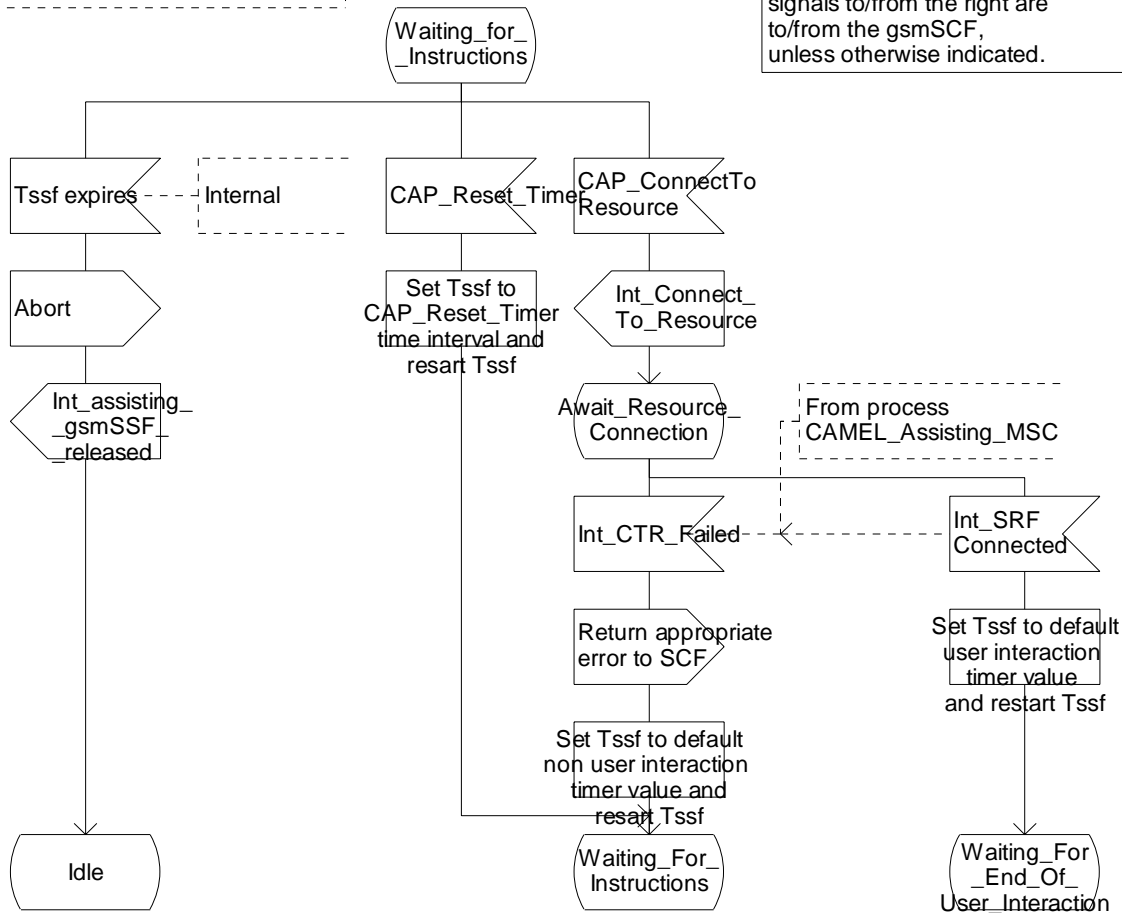 signals to/from the right are
to/from the gsmSCF,
unless otherwise indicated.
Waiting_for_
_Instructions
Tssf expires
Internal
CAP_Reset_Timer
CAP_ConnectTo
Resource
Abort
Set Tssf to
CAP_Reset_Timer
time interval and
resart Tssf
Int_Connect_
To_Resource
Int_assisting_
_gsmSSF_
_released
Await_Resource_
Connection
From process
CAMEL_Assisting_MSC
Int_CTR_Failed
Int_SRF
Connected
Return appropriate
error to SCF
Set Tssf to default
user interaction
timer value
and restart Tssf
Set Tssf to default
non user interaction
timer value and
resart Tssf
Idle
Waiting_For_
Instructions
Waiting_For
_End_Of_
User_Interaction